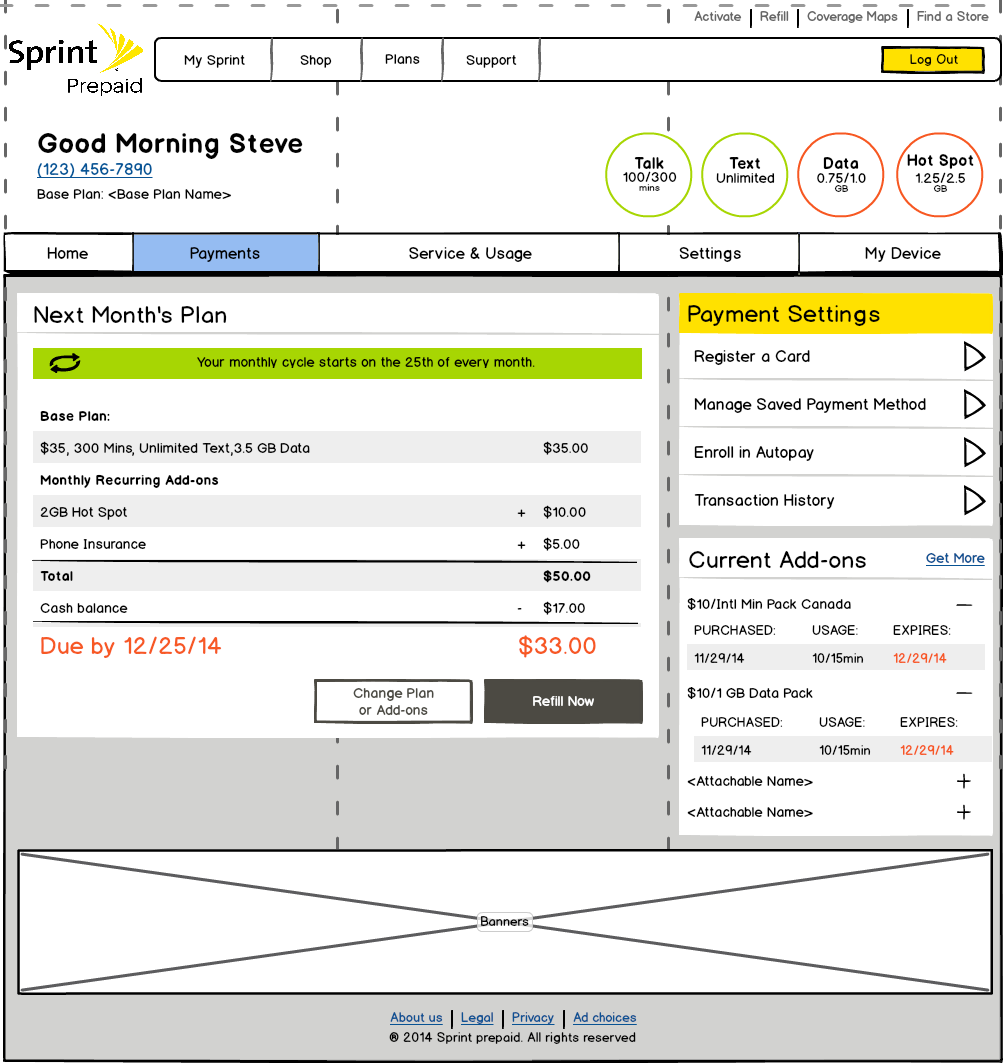 Activate | Refill | Coverage Maps | Find a Store
Sprint
Prepaid
My Sprint Shop Plans Support Log Out
Good Morning Steve
(123) 456-7890
Base Plan: <Base Plan Name>
Talk
100/300
mins
Text
Unlimited
Data
0.75/1.0
GB
Hot Spot
1.25/2.5
GB
Home Payments Service & Usage Settings My Device
Next Month's Plan
Your monthly cycle starts on the 25th of every month.
Base Plan:
$35, 300 Mins, Unlimited Text,3.5 GB Data $35.00
Monthly Recurring Add-ons
2GB Hot Spot + $10.00
Phone Insurance + $5.00
Total $50.00
Cash balance - $17.00
Due by 12/25/14 $33.00
Change Plan
or Add-ons
Refill Now
Payment Settings
Register a Card
Manage Saved Payment Method
Enroll in Autopay
Transaction History
Current Add-ons Get More
$10/Intl Min Pack Canada —
PURCHASED: USAGE: EXPIRES:
11/29/14 10/15min 12/29/14
$10/1 GB Data Pack —
PURCHASED: USAGE: EXPIRES:
11/29/14 10/15min 12/29/14
<Attachable Name> +
<Attachable Name> +
Banners
About us | Legal | Privacy | Ad choices
® 2014 Sprint prepaid. All rights reserved